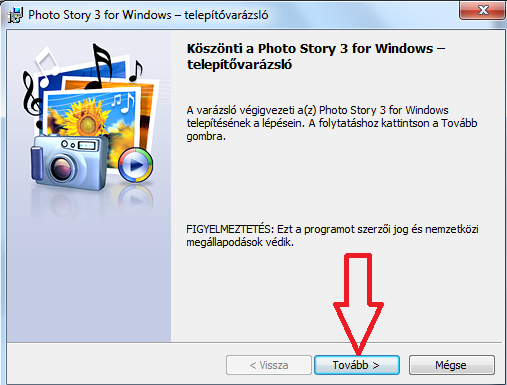 Photo Story 3 for Windows – telepítővarázsló
Köszönti a Photo Story 3 for Windows –
telepítővarázsló
A varázsló végigvezeti a(z) Photo Story 3 for Windows
telepítésének a lépésein. A folytatáshoz kattintson a Tovább
gombra.
FIGYELMEZTETÉS: Ezt a programot szerzői jog és nemzetközi
megállapodások védik.
< Vissza
Tovább >
Mégse